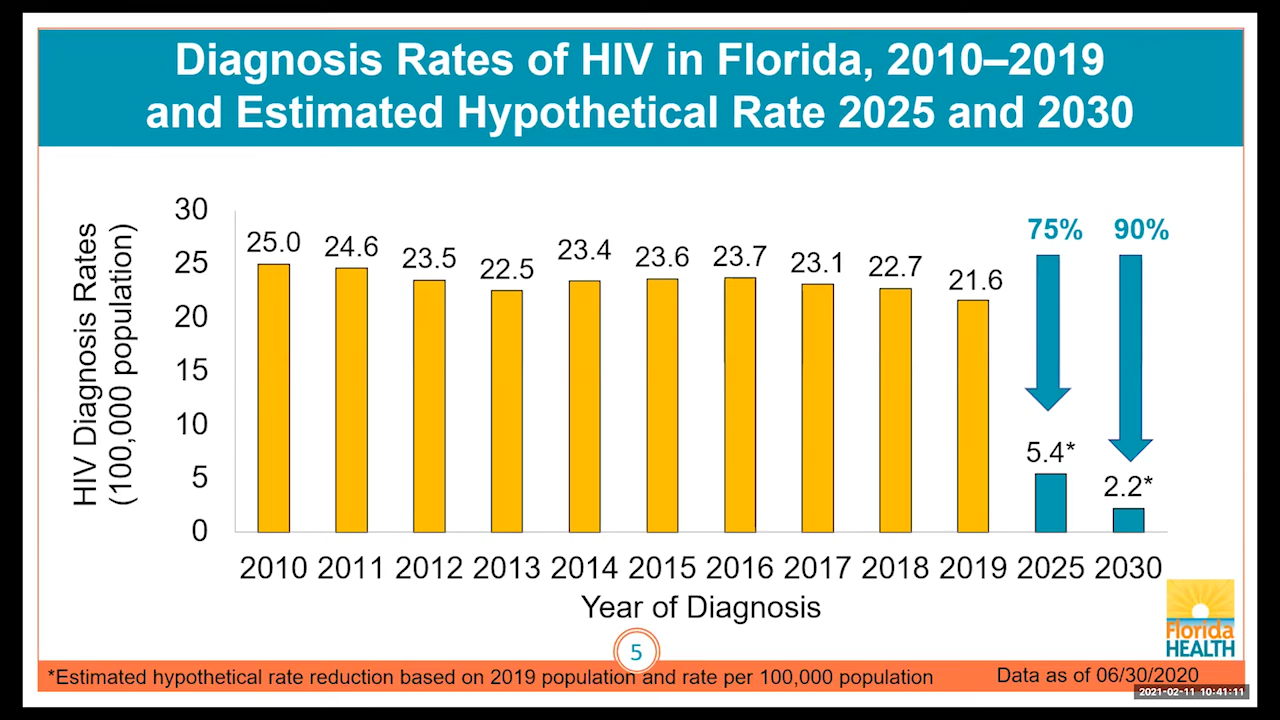 Diagnosis Rates of HIV in Florida, 2010–2019
and Estimated Hypothetical Rate 2025 and 2030
HIV Diagnosis Rates
(100,000 population)
30
25
20
15
10
5
0
25.0
24.6
23.5
22.5
23.4
23.6
23.7
23.1
22.7
21.6
75%
90%
5.4*
2.2*
2010 2011 2012 2013 2014 2015 2016 2017 2018 2019 2025 2030
Year of Diagnosis
Florida
HEALTH
5
*Estimated hypothetical rate reduction based on 2019 population and rate per 100,000 population
Data as of 06/30/2020
2021-02-11 10:41:11